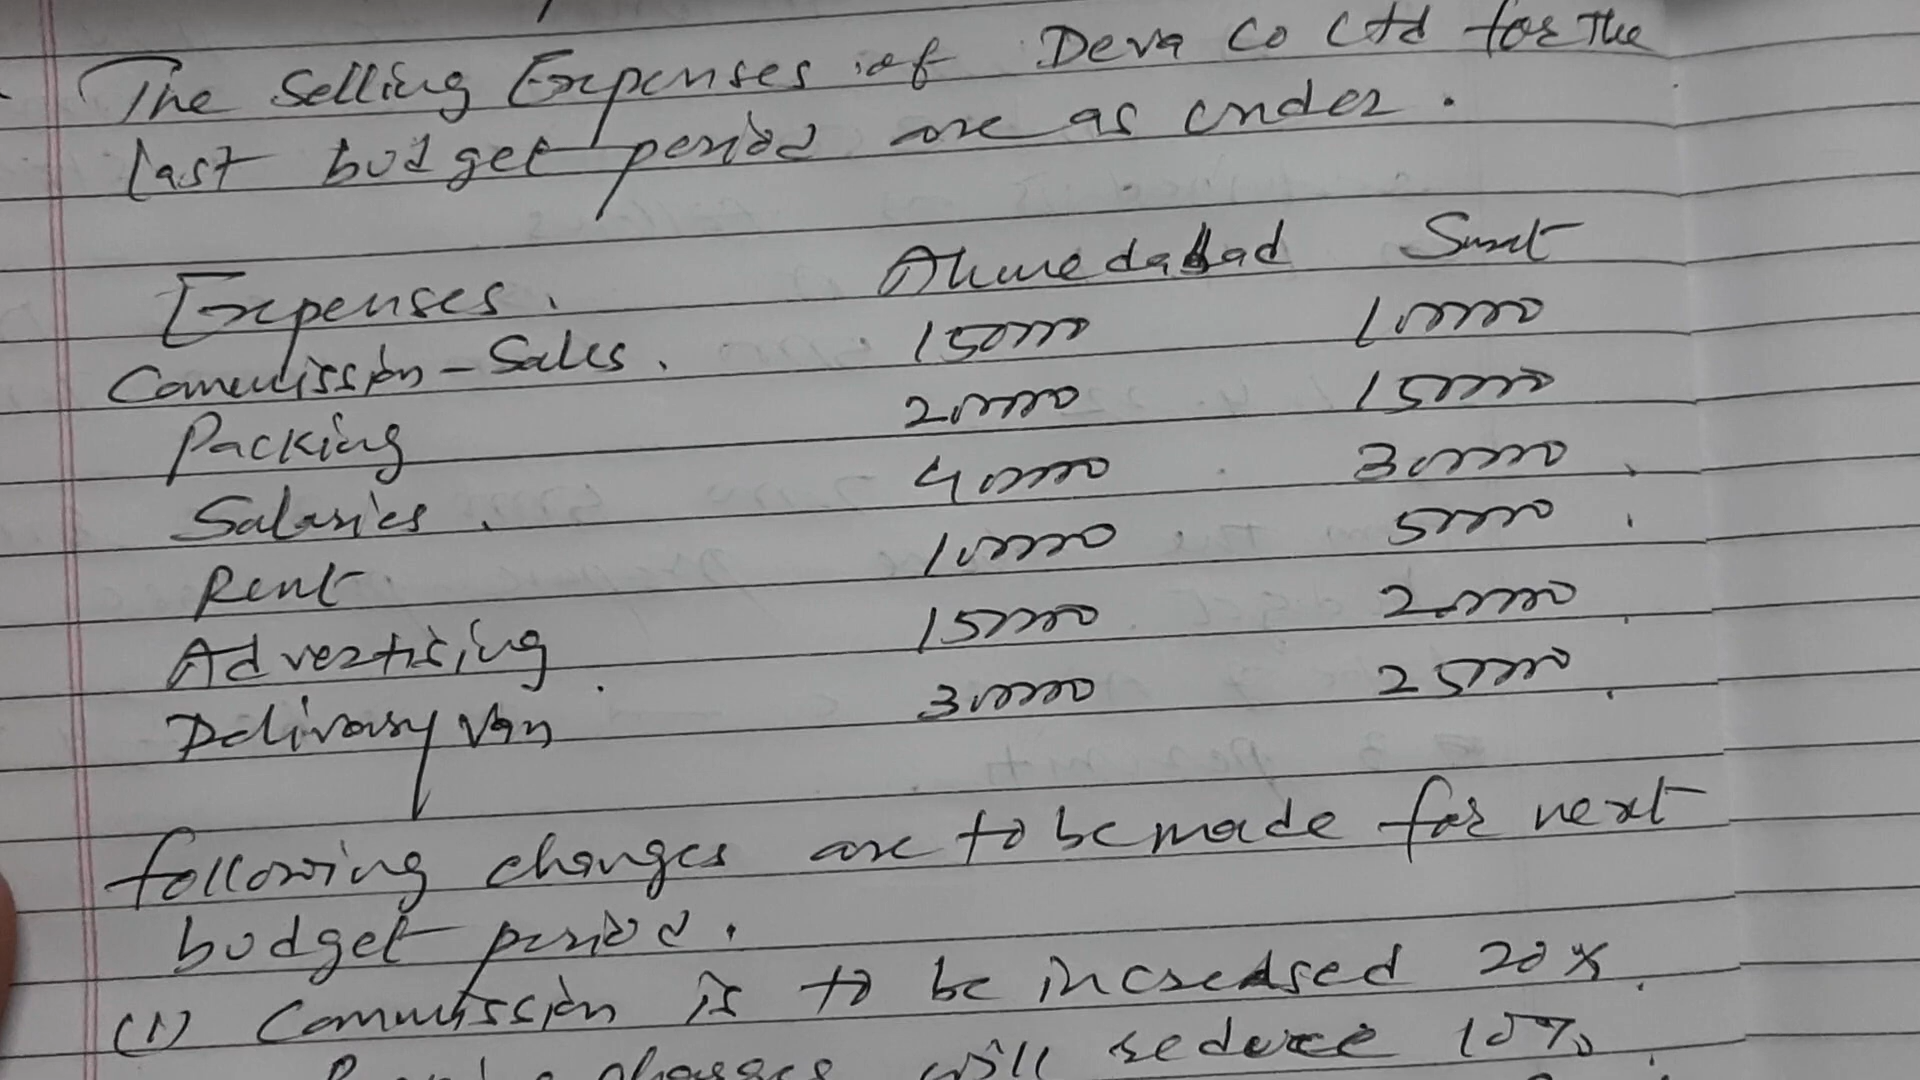 The Selling Expenses of Deva Co Ltd for the
last budget period are as under.
Expenses. Ahmedabad Surat
Commission - Sales. 15000 10000
Packing 20000 15000
Salaries. 40000 30000
Rent 10000 5000
Advertising 15000 20000
Delivery Van 30000 25000
following changes are to be made for next
budget period.
(1) Commission is to be increased 20%.
charges will reduce 10%